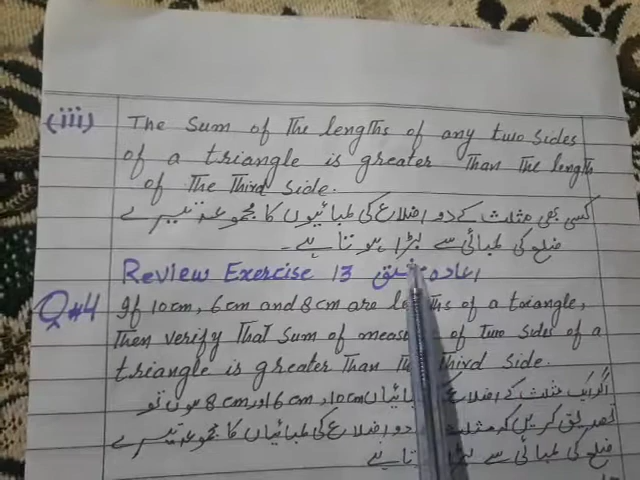 (iii) The sum of The lengths of any two sides
of a triangle is greater Than The length
of The Third side.
کسی بھی مثلث کے دو اضلاع کی لمبائیوں کا مجموعہ تیسرے
ضلع کی لمبائی سے بڑا ہوتا ہے۔
Review Exercise 13 اعادہ
Q#4 If 10cm, 6cm and 8cm are of a triangle,
Then verify That sum of of Two sides of a
triangle is greater Than Third side.
اگر ایک مثلث کے اضلاع 10cm، 6cm اور 8cm ہوں تو
تصدیق کریں کہ دو اضلاع کی لمبائیاں کا مجموعہ تیسرے
ضلع کی لمبائی سے ہے